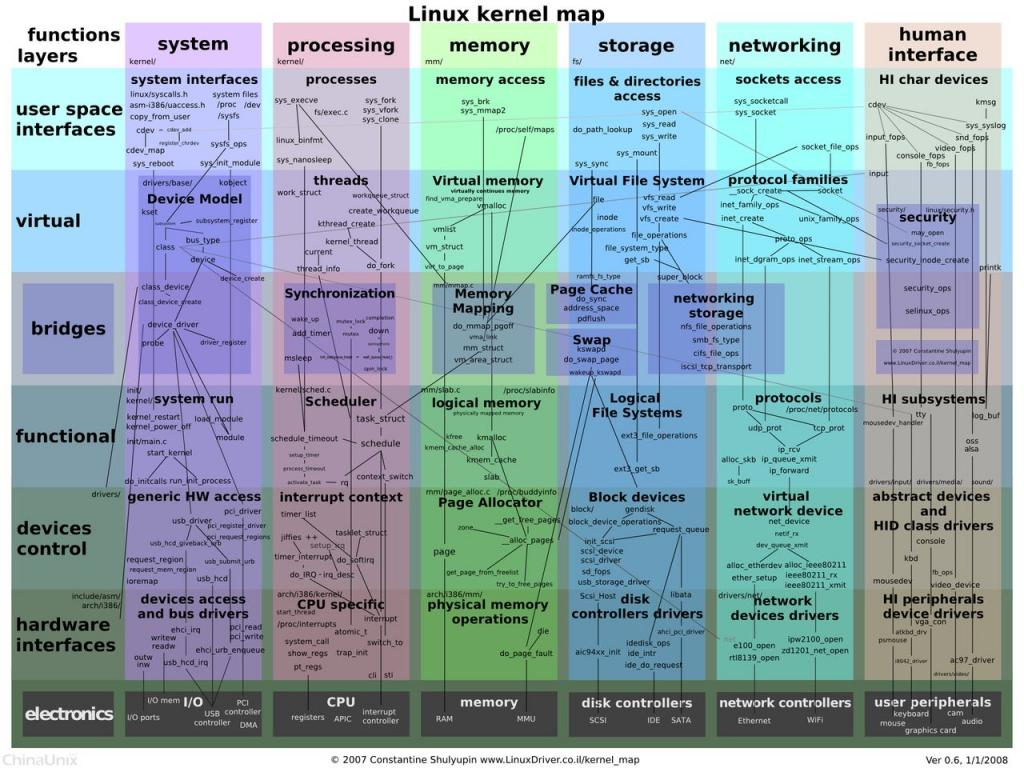 Linux kernel map
functions
layers
system
kernel/
processing
kernel/
memory
mm/
storage
fs/
networking
net/
human
interface
user space
interfaces
system interfaces
linux/syscalls.h
system files
asm-i386/uaccess.h
/proc /dev
copy_from_user
/sysfs
cdev
cdev_add
register_chrdev
sysfs_ops
cdev_map
sys_reboot
sys_init_module
processes
sys_execve
sys_fork
fs/exec.c
sys_vfork
sys_clone
linux_binfmt
sys_nanosleep
memory access
sys_brk
sys_mmap2
/proc/self/maps
files & directories
access
sys_open
do_path_lookup
sys_read
sys_write
sys_mount
sys_sync
sockets access
sys_socketcall
sys_socket
socket_file_ops
HI char devices
cdev
kmsg
sys_syslog
input_fops
snd_fops
video_fops
console_fops
fb_fops
input
virtual
drivers/base/
kobject
Device Model
kset
subsystem_register
bus_type
class
device
device_create
threads
work_struct
workqueue_struct
create_workqueue
kthread_create
kernel_thread
current
thread_info
do_fork
Virtual memory
virtually continues memory
find_vma_prepare
vmalloc
vmlist
vm_struct
virt_to_page
Virtual File System
file
vfs_read
vfs_write
inode
vfs_create
inode_operations
file_operations
file_system_type
get_sb
ramfs_fs_type
super_block
protocol families
sock_create
socket
inet_family_ops
inet_create
unix_family_ops
proto_ops
inet_dgram_ops
inet_stream_ops
security/
linux/security.h
security
may_open
security_socket_create
security_inode_create
printk
security_ops
selinux_ops
bridges
class_device
class_device_create
device_driver
probe
driver_register
Synchronization
wake_up
completion
mutex_lock
add_timer
mutex
down
msleep
spin_lock
mm/mmap.c
Memory
Mapping
do_mmap_pgoff
vma_link
mm_struct
vm_area_struct
Page Cache
do_sync
address_space
pdflush
Swap
kswapd
do_swap_page
wakeup_kswapd
networking
storage
nfs_file_operations
smb_fs_type
cifs_file_ops
iscsi_tcp_transport
© 2007 Constantine Shulyupin
www.LinuxDriver.co.il/kernel_map
functional
init/
kernel/
system run
kernel_restart
kernel_power_off
load_module
module
init/main.c
start_kernel
do_initcalls
run_init_process
drivers/
kernel/sched.c
Scheduler
task_struct
schedule_timeout
schedule
setup_timer
process_timeout
context_switch
activate_task
rq
mm/slab.c
/proc/slabinfo
logical memory
physically mapped memory
kfree
kmalloc
kmem_cache_alloc
kmem_cache
slab
Logical
File Systems
ext3_file_operations
ext3_get_sb
protocols
proto
/proc/net/protocols
udp_prot
tcp_prot
ip_rcv
alloc_skb
ip_queue_xmit
ip_forward
sk_buff
HI subsystems
tty
mousedev_handler
log_buf
oss
alsa
drivers/input/
drivers/media/
sound/
devices
control
generic HW access
pci_driver
usb_driver
pci_register_driver
pci_request_regions
usb_hcd_giveback_urb
request_region
usb_submit_urb
request_mem_region
ioremap
usb_hcd
include/asm/
arch/i386/
interrupt context
timer_list
jiffies ++
tasklet_struct
setup_irq
timer_interrupt
do_softirq
do_IRQ
irq_desc
mm/page_alloc.c
/proc/buddyinfo
Page Allocator
zone
__get_free_pages
page
alloc_pages
get_page_from_freelist
try_to_free_pages
Block devices
block/
gendisk
block_device_operations
request_queue
init_scsi
scsi_device
scsi_driver
sd_fops
usb_storage_driver
virtual
network device
net_device
netif_rx
dev_queue_xmit
alloc_etherdev
alloc_ieee80211
ether_setup
ieee80211_rx
ieee80211_xmit
abstract devices
and
HID class drivers
console
kbd
fb_ops
mousedev
video_device
hardware
interfaces
devices access
and bus drivers
ehci_irq
pci_read
pci_write
writew
readw
ehci_urb_enqueue
outw
inw
usb_hcd_irq
arch/i386/kernel/
CPU specific
start_thread
/proc/interrupts
interrupt
atomic_t
system_call
switch_to
show_regs
trap_init
pt_regs
cli sti
arch/i386/mm/
physical memory
operations
die
do_page_fault
Scsi_Host
libata
disk
controllers drivers
ahci_pci_driver
idedisk_ops
aic94xx_init
ide_intr
ide_do_request
drivers/net/
network
devices drivers
net
ipw2100_open
e100_open
zd1201_net_open
rtl8139_open
HI peripherals
device drivers
vga_con
atkbd_drv
psmouse
i8042_driver
ac97_driver
drivers/video/
electronics
I/O mem
I/O
I/O ports
USB
controller
PCI
controller
DMA
CPU
registers
APIC
interrupt
controller
memory
RAM
MMU
disk controllers
SCSI
IDE
SATA
network controllers
Ethernet
WiFi
user peripherals
keyboard
cam
mouse
audio
graphics card
ChinaUnix
© 2007 Constantine Shulyupin www.LinuxDriver.co.il/kernel_map
Ver 0.6, 1/1/2008